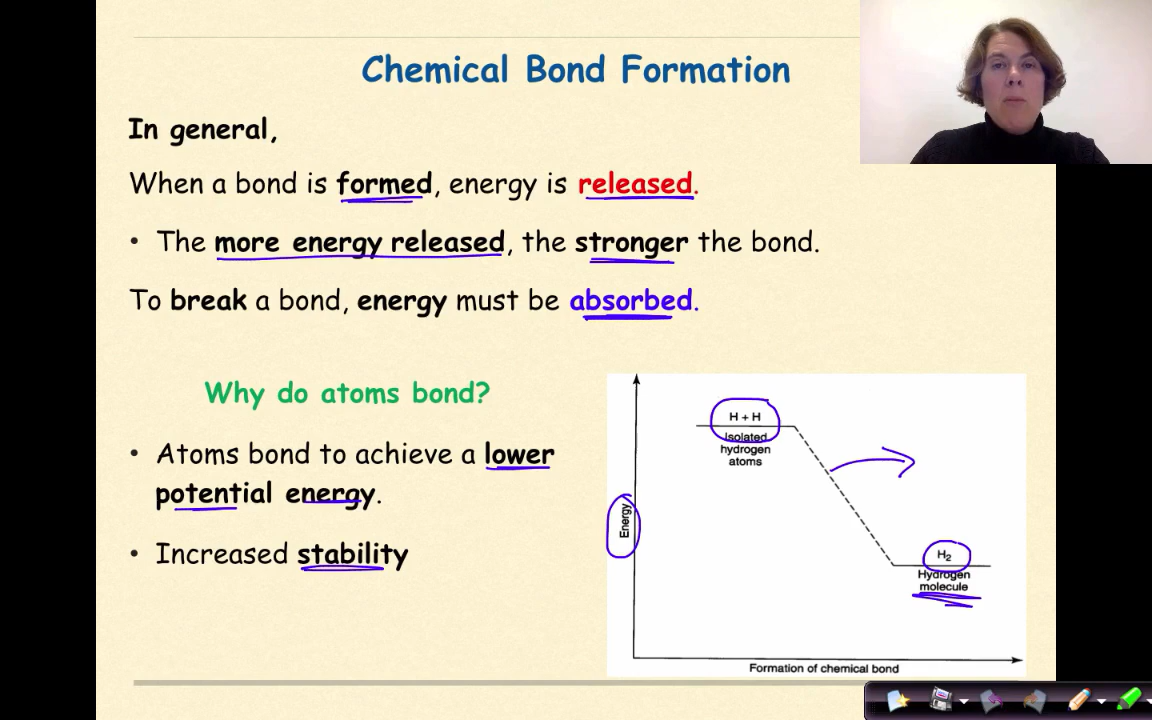 Chemical Bond Formation
In general,
When a bond is formed, energy is released.
• The more energy released, the stronger the bond.
To break a bond, energy must be absorbed.
Why do atoms bond?
• Atoms bond to achieve a lower
potential energy.
• Increased stability
H + H
Isolated
hydrogen
atoms
Energy
H₂
Hydrogen
molecule
Formation of chemical bond